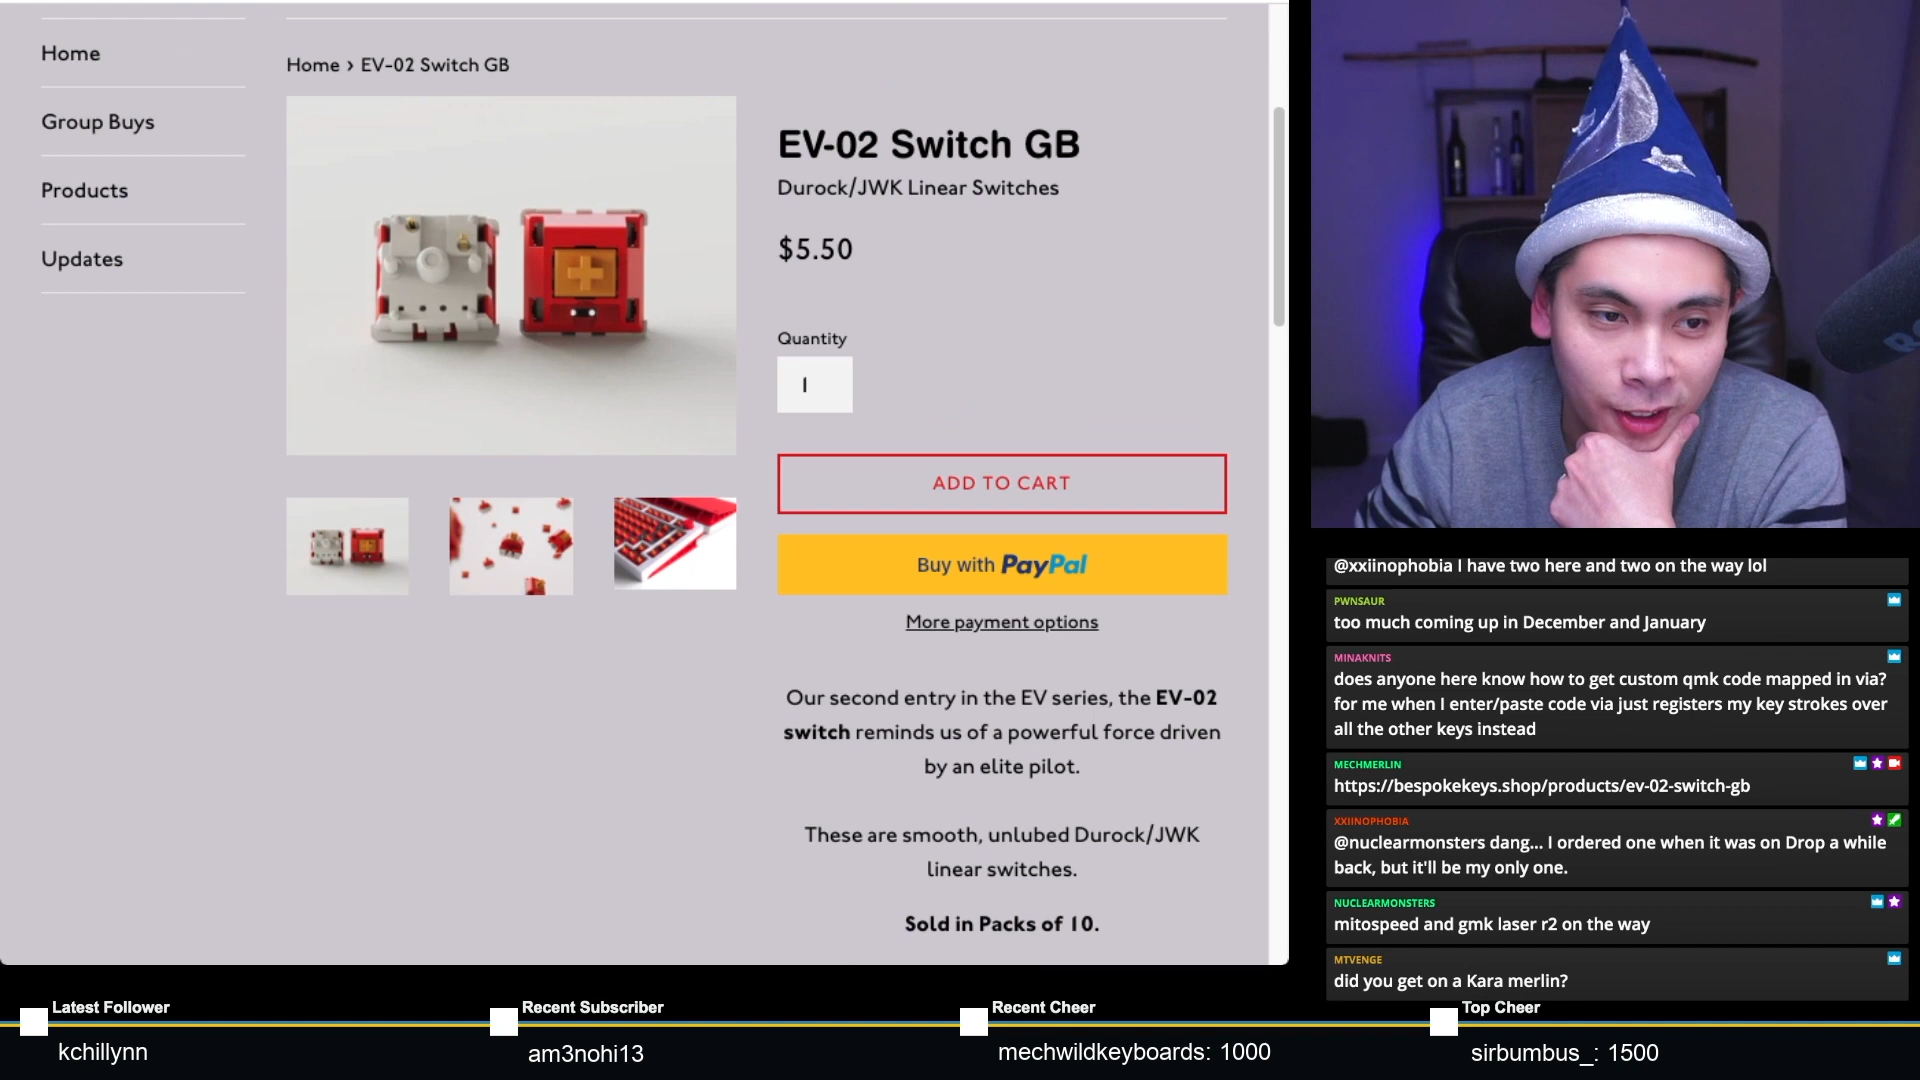 Home
Group Buys
Products
Updates
Home › EV-02 Switch GB
EV-02 Switch GB
Durock/JWK Linear Switches
$5.50
Quantity
1
ADD TO CART
Buy with PayPal
More payment options
Our second entry in the EV series, the EV-02
switch reminds us of a powerful force driven
by an elite pilot.
These are smooth, unlubed Durock/JWK
linear switches.
Sold in Packs of 10.
@xxiinophobia I have two here and two on the way lol
PWNSAUR
too much coming up in December and January
MINAKNITS
does anyone here know how to get custom qmk code mapped in via?
for me when I enter/paste code via just registers my key strokes over
all the other keys instead
MECHMERLIN
https://bespokekeys.shop/products/ev-02-switch-gb
XXIINOPHOBIA
@nuclearmonsters dang... I ordered one when it was on Drop a while
back, but it'll be my only one.
NUCLEARMONSTERS
mitospeed and gmk laser r2 on the way
MTVENGE
did you get on a Kara merlin?
Latest Follower
kchillynn
Recent Subscriber
am3nohi13
Recent Cheer
mechwildkeyboards: 1000
Top Cheer
sirbumbus_: 1500